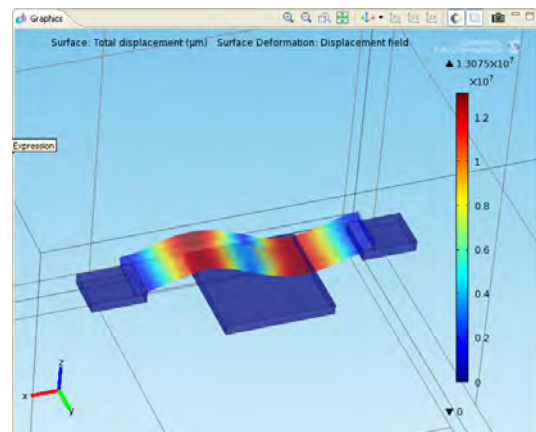 Graphics
Surface: Total displacement (µm) Surface Deformation: Displacement field
▲ 1.3075×10⁷
×10⁷
1.2
1
0.8
0.6
0.4
0.2
0
▼ 0
Expression
z
x
y